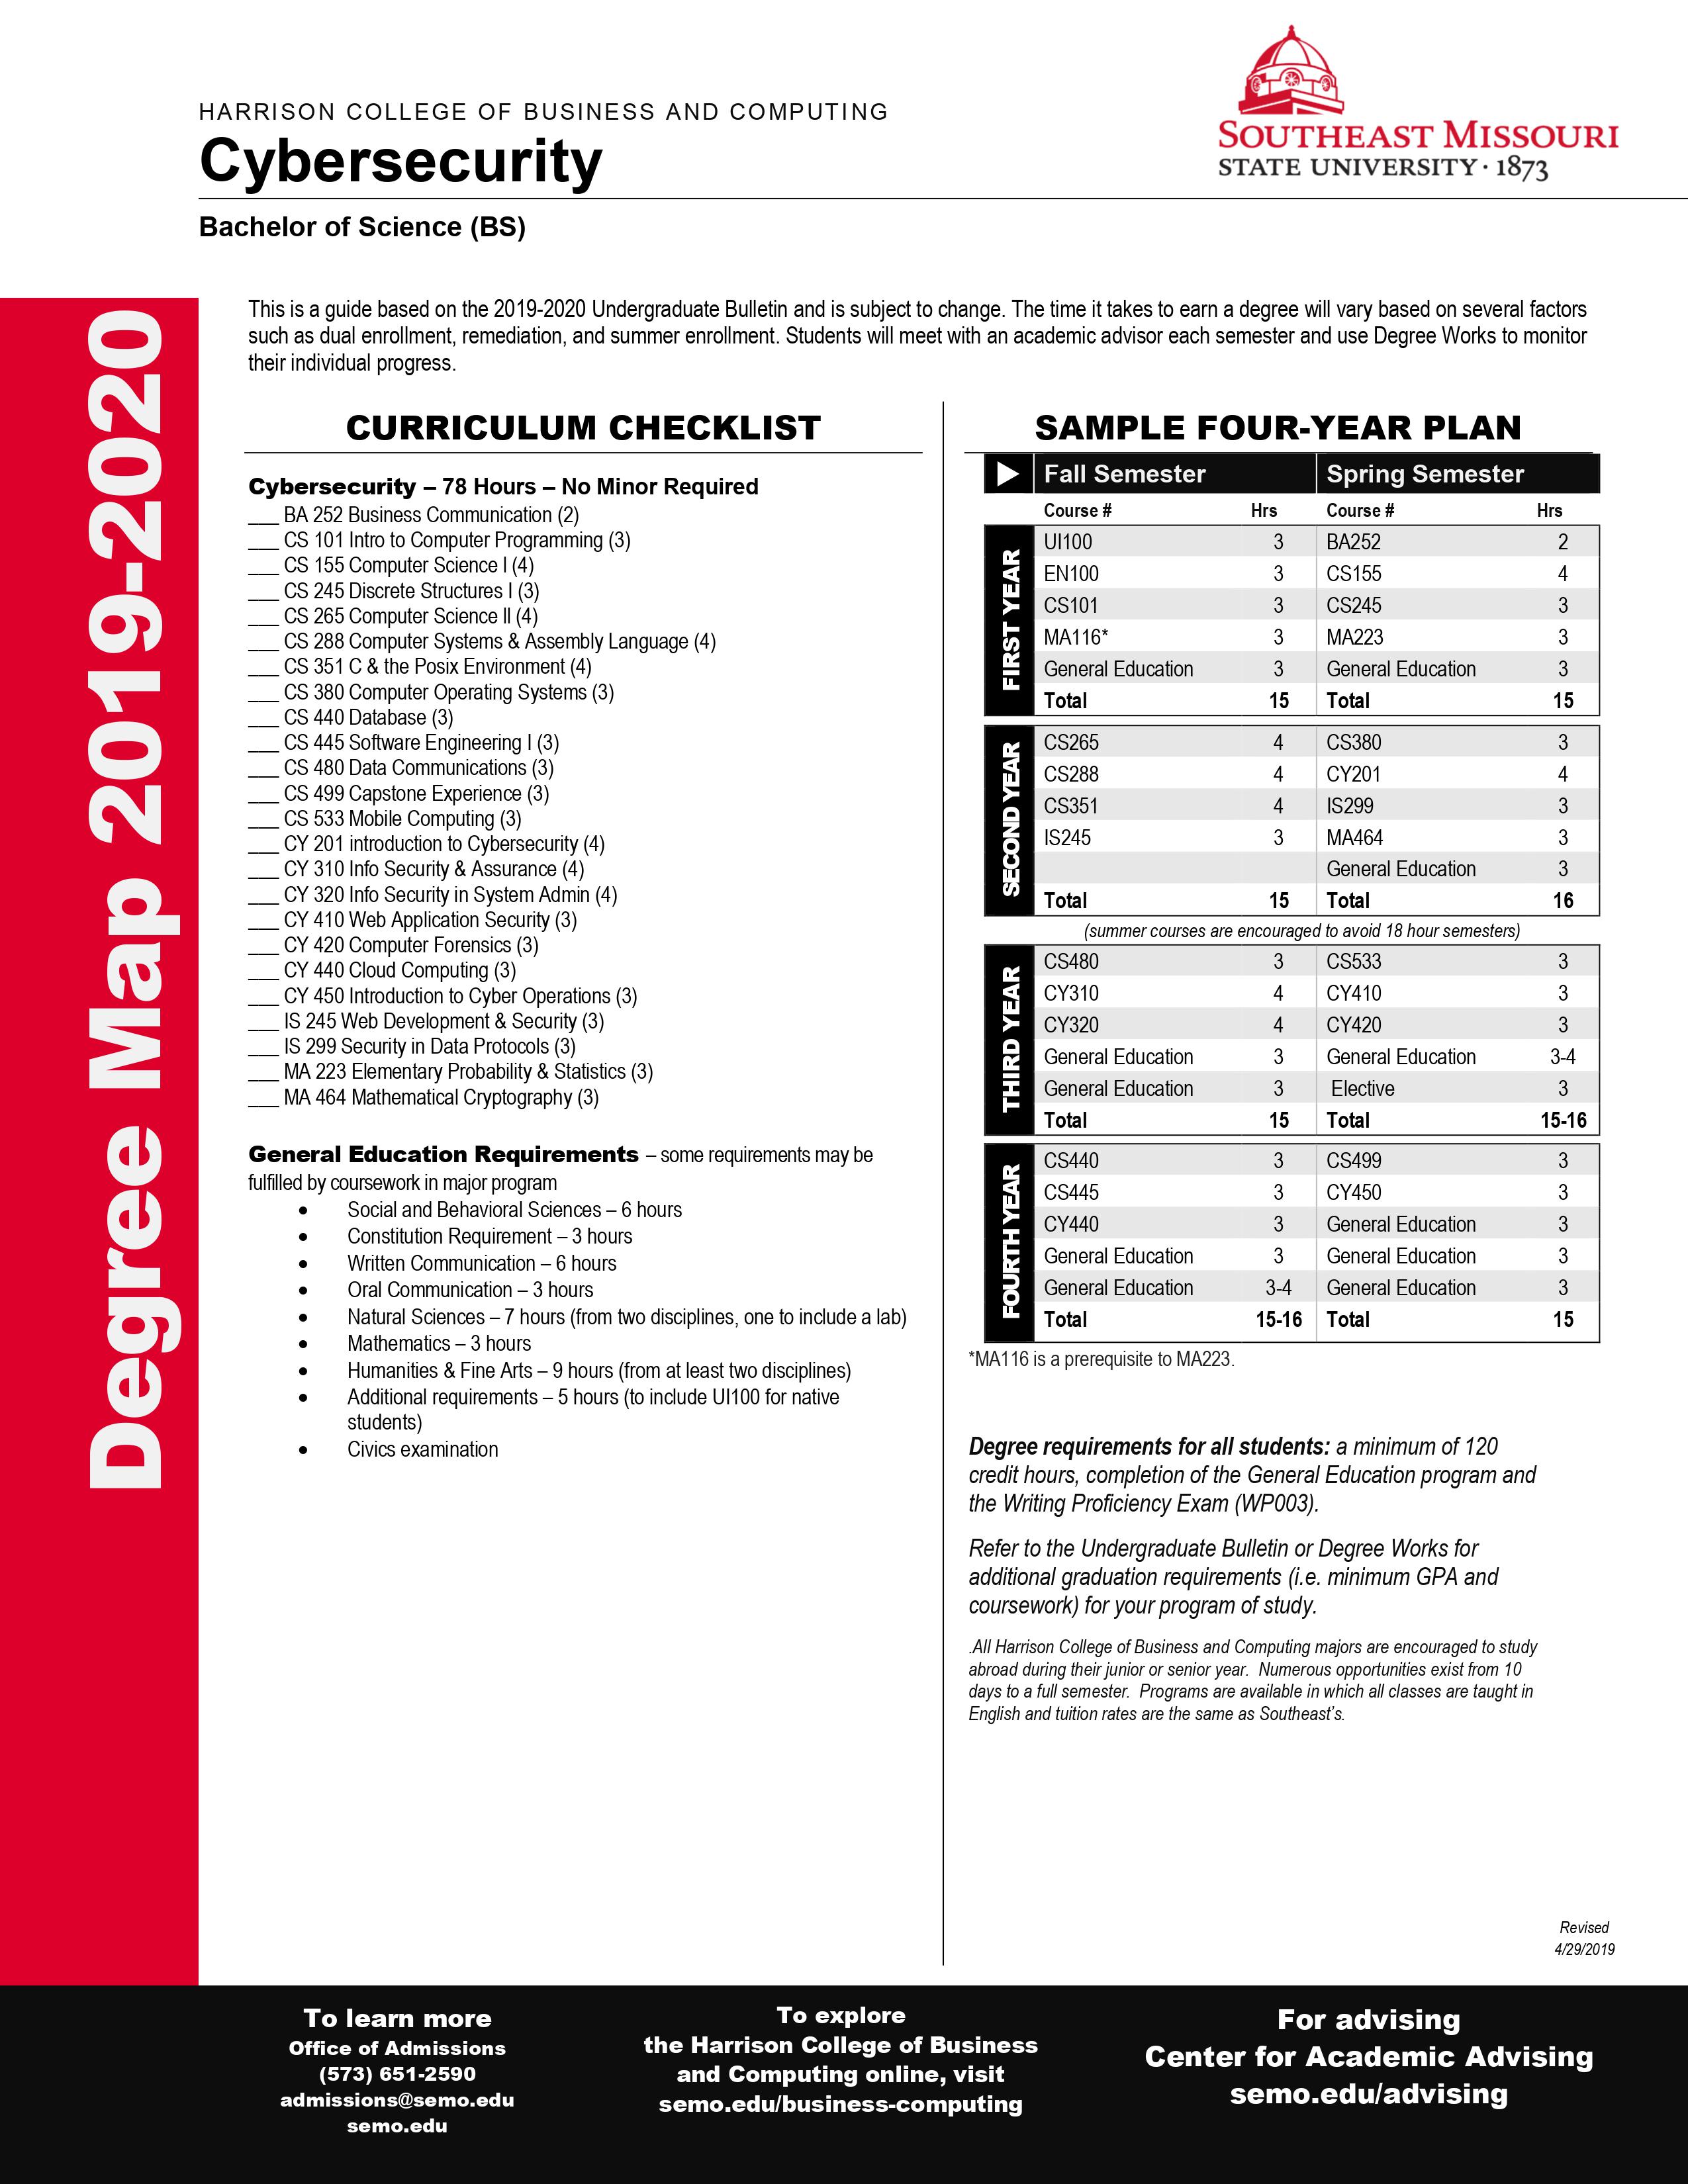 HARRISON COLLEGE OF BUSINESS AND COMPUTING
Cybersecurity
SOUTHEAST MISSOURI
STATE UNIVERSITY · 1873
Bachelor of Science (BS)
Degree Map 2019-2020
This is a guide based on the 2019-2020 Undergraduate Bulletin and is subject to change. The time it takes to earn a degree will vary based on several factors
such as dual enrollment, remediation, and summer enrollment. Students will meet with an academic advisor each semester and use Degree Works to monitor
their individual progress.
CURRICULUM CHECKLIST
Cybersecurity – 78 Hours – No Minor Required
___ BA 252 Business Communication (2)
___ CS 101 Intro to Computer Programming (3)
___ CS 155 Computer Science I (4)
___ CS 245 Discrete Structures I (3)
___ CS 265 Computer Science II (4)
___ CS 288 Computer Systems & Assembly Language (4)
___ CS 351 C & the Posix Environment (4)
___ CS 380 Computer Operating Systems (3)
___ CS 440 Database (3)
___ CS 445 Software Engineering I (3)
___ CS 480 Data Communications (3)
___ CS 499 Capstone Experience (3)
___ CS 533 Mobile Computing (3)
___ CY 201 introduction to Cybersecurity (4)
___ CY 310 Info Security & Assurance (4)
___ CY 320 Info Security in System Admin (4)
___ CY 410 Web Application Security (3)
___ CY 420 Computer Forensics (3)
___ CY 440 Cloud Computing (3)
___ CY 450 Introduction to Cyber Operations (3)
___ IS 245 Web Development & Security (3)
___ IS 299 Security in Data Protocols (3)
___ MA 223 Elementary Probability & Statistics (3)
___ MA 464 Mathematical Cryptography (3)
General Education Requirements – some requirements may be
fulfilled by coursework in major program
• Social and Behavioral Sciences – 6 hours
• Constitution Requirement – 3 hours
• Written Communication – 6 hours
• Oral Communication – 3 hours
• Natural Sciences – 7 hours (from two disciplines, one to include a lab)
• Mathematics – 3 hours
• Humanities & Fine Arts – 9 hours (from at least two disciplines)
• Additional requirements – 5 hours (to include UI100 for native
students)
• Civics examination
SAMPLE FOUR-YEAR PLAN
Fall Semester Spring Semester
Course # Hrs Course # Hrs
FIRST YEAR
UI100 3 BA252 2
EN100 3 CS155 4
CS101 3 CS245 3
MA116* 3 MA223 3
General Education 3 General Education 3
Total 15 Total 15
SECOND YEAR
CS265 4 CS380 3
CS288 4 CY201 4
CS351 4 IS299 3
IS245 3 MA464 3
General Education 3
Total 15 Total 16
(summer courses are encouraged to avoid 18 hour semesters)
THIRD YEAR
CS480 3 CS533 3
CY310 4 CY410 3
CY320 4 CY420 3
General Education 3 General Education 3-4
General Education 3 Elective 3
Total 15 Total 15-16
FOURTH YEAR
CS440 3 CS499 3
CS445 3 CY450 3
CY440 3 General Education 3
General Education 3 General Education 3
General Education 3-4 General Education 3
Total 15-16 Total 15
*MA116 is a prerequisite to MA223.
Degree requirements for all students: a minimum of 120
credit hours, completion of the General Education program and
the Writing Proficiency Exam (WP003).
Refer to the Undergraduate Bulletin or Degree Works for
additional graduation requirements (i.e. minimum GPA and
coursework) for your program of study.
.All Harrison College of Business and Computing majors are encouraged to study
abroad during their junior or senior year. Numerous opportunities exist from 10
days to a full semester. Programs are available in which all classes are taught in
English and tuition rates are the same as Southeast's.
Revised
4/29/2019
To learn more
Office of Admissions
(573) 651-2590
admissions@semo.edu
semo.edu
To explore
the Harrison College of Business
and Computing online, visit
semo.edu/business-computing
For advising
Center for Academic Advising
semo.edu/advising